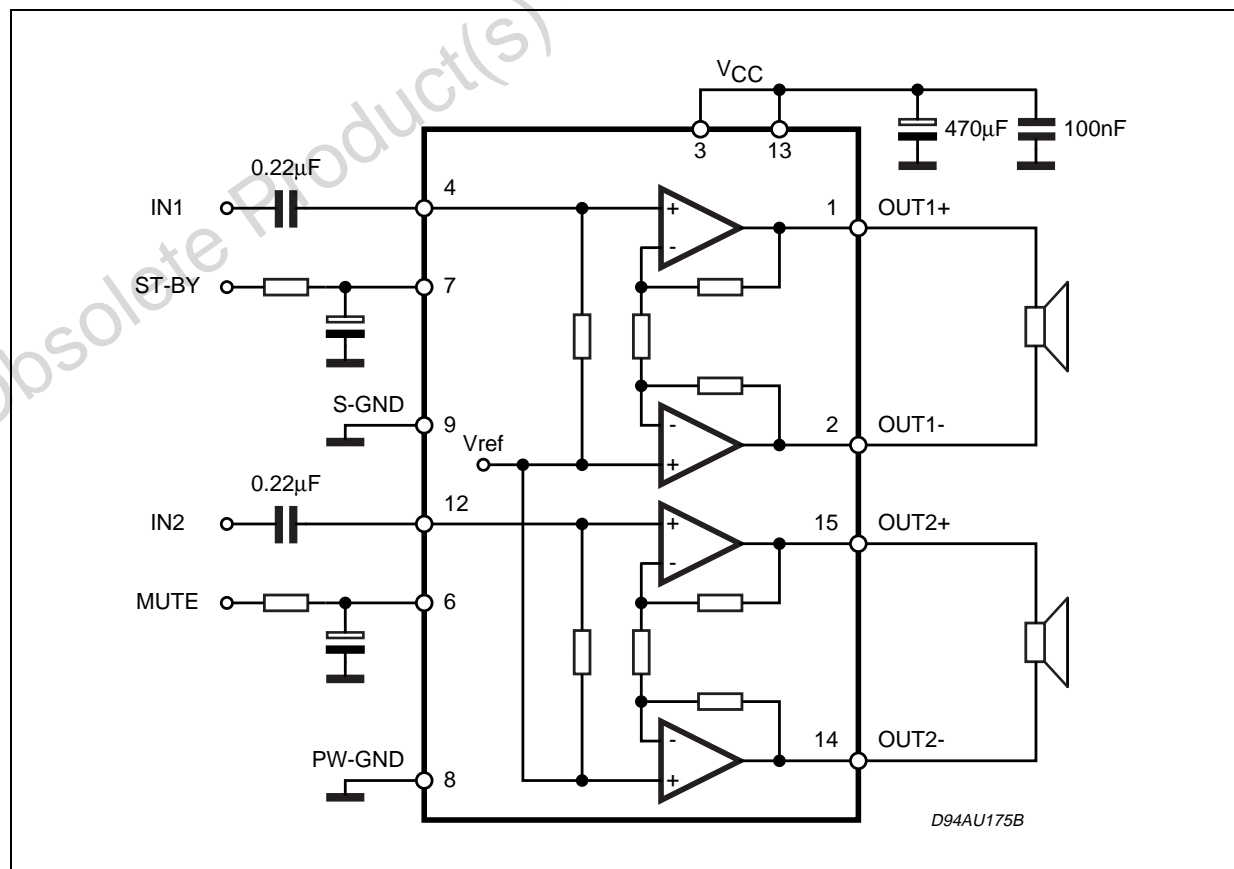 Obsolete Product(s)
VCC
470μF
100nF
3
13
0.22μF
IN1
4
+
-
1
OUT1+
ST-BY
7
S-GND
9
-
+
2
OUT1-
Vref
0.22μF
IN2
12
+
-
15
OUT2+
MUTE
6
PW-GND
8
-
+
14
OUT2-
D94AU175B